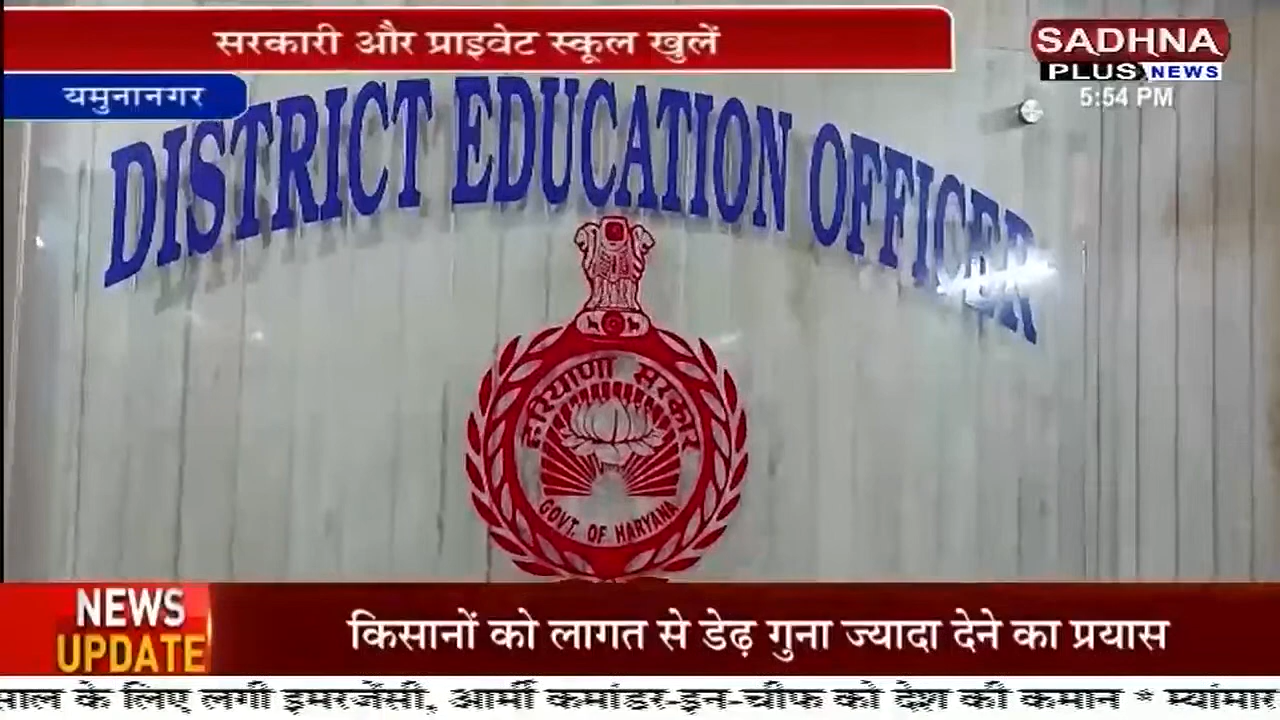 सरकारी और प्राइवेट स्कूल खुलें
SADHNA
PLUS NEWS
यमुनानगर
5:54 PM
DISTRICT EDUCATION OFFICER
हरियाणा सरकार
GOVT. OF HARYANA
NEWS
UPDATE
किसानों को लागत से डेढ़ गुना ज्यादा देने का प्रयास
साल के लिए लगी इमरजेंसी, आर्मी कमांडर-इन-चीफ को देश की कमान * म्यांमार